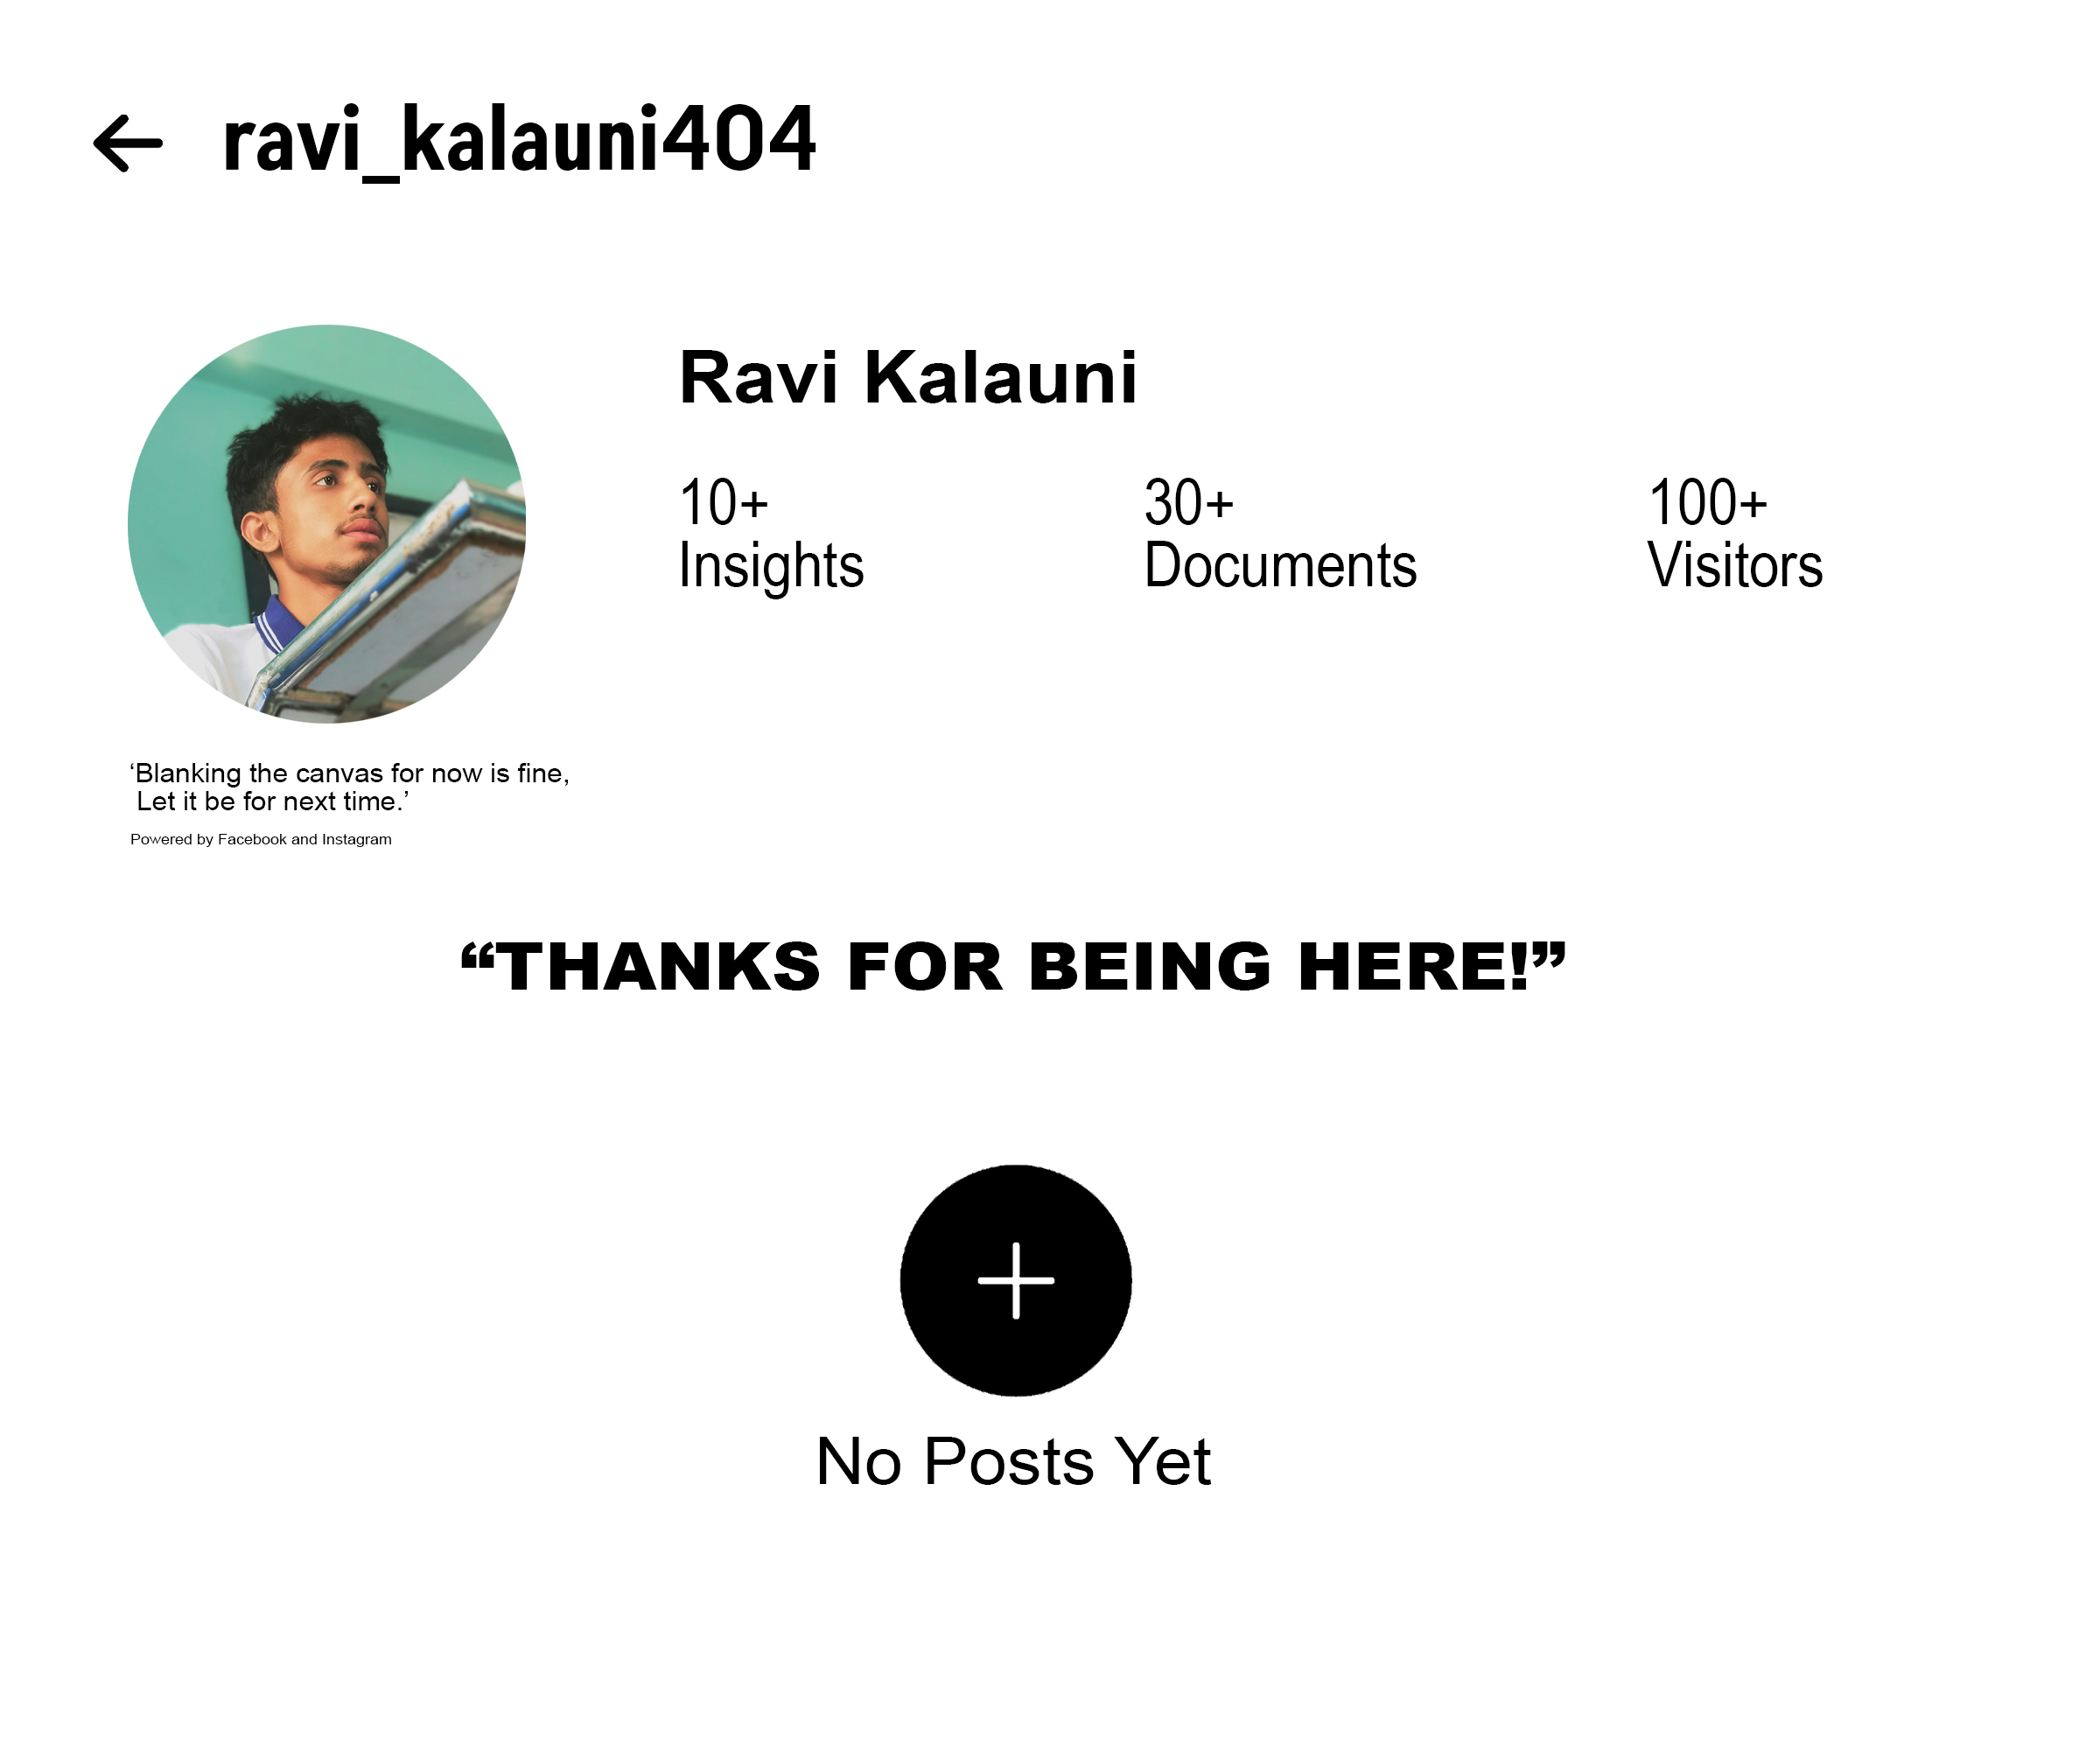 ravi_kalauni404
Ravi Kalauni
10+
Insights
30+
Documents
100+
Visitors
‘Blanking the canvas for now is fine,
Let it be for next time.’
Powered by Facebook and Instagram
“THANKS FOR BEING HERE!”
No Posts Yet